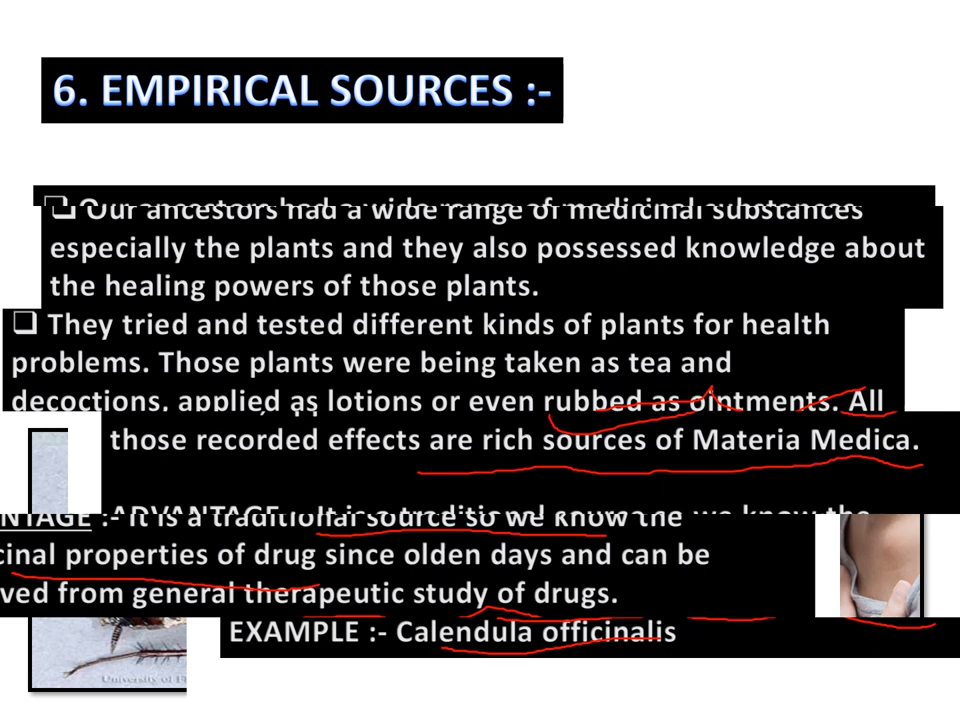 6. EMPIRICAL SOURCES :-
❑ Our ancestors had a wide range of medicinal substances
especially the plants and they also possessed knowledge about
the healing powers of those plants.
❑ They tried and tested different kinds of plants for health
problems. Those plants were being taken as tea and
decoctions, applied as lotions or even rubbed as ointments. All
those recorded effects are rich sources of Materia Medica.
NTAGE :- It is a traditional source so we know the
cinal properties of drug since olden days and can be
ved from general therapeutic study of drugs.
EXAMPLE :- Calendula officinalis
University of